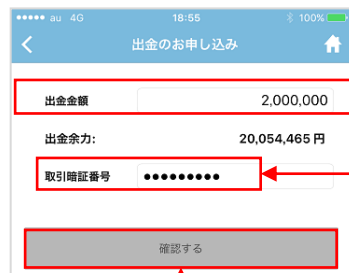 au 4G 18:55 100%
出金のお申し込み
出金金額 2,000,000
出金余力: 20,054,465 円
取引暗証番号 ●●●●●●●●●
確認する